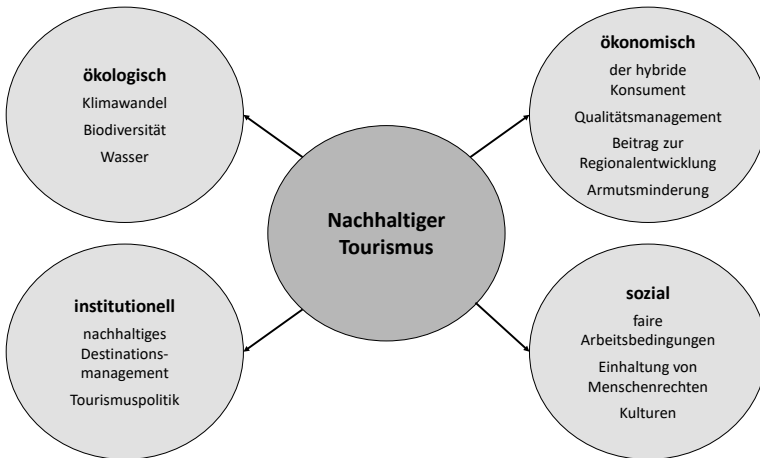 ökologisch
Klimawandel
Biodiversität
Wasser
ökonomisch
der hybride
Konsument
Qualitätsmanagement
Beitrag zur
Regionalentwicklung
Armutsminderung
Nachhaltiger
Tourismus
institutionell
nachhaltiges
Destinations-
management
Tourismuspolitik
sozial
faire
Arbeitsbedingungen
Einhaltung von
Menschenrechten
Kulturen